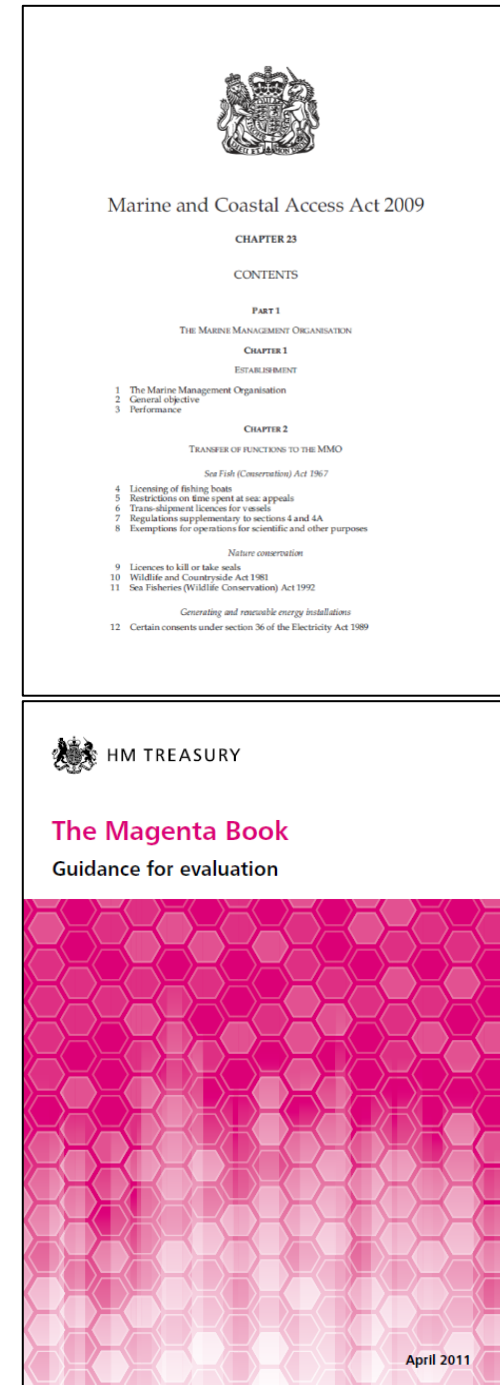 Marine and Coastal Access Act 2009
CHAPTER 23
CONTENTS
PART 1
THE MARINE MANAGEMENT ORGANISATION
CHAPTER 1
ESTABLISHMENT
1 The Marine Management Organisation
2 General objective
3 Performance
CHAPTER 2
TRANSFER OF FUNCTIONS TO THE MMO
Sea Fish (Conservation) Act 1967
4 Licensing of fishing boats
5 Restrictions on time spent at sea: appeals
6 Trans-shipment licences for vessels
7 Regulations supplementary to sections 4 and 4A
8 Exemptions for operations for scientific and other purposes
Nature conservation
9 Licences to kill or take seals
10 Wildlife and Countryside Act 1981
11 Sea Fisheries (Wildlife Conservation) Act 1992
Generating and renewable energy installations
12 Certain consents under section 36 of the Electricity Act 1989
HM TREASURY
The Magenta Book
Guidance for evaluation
April 2011